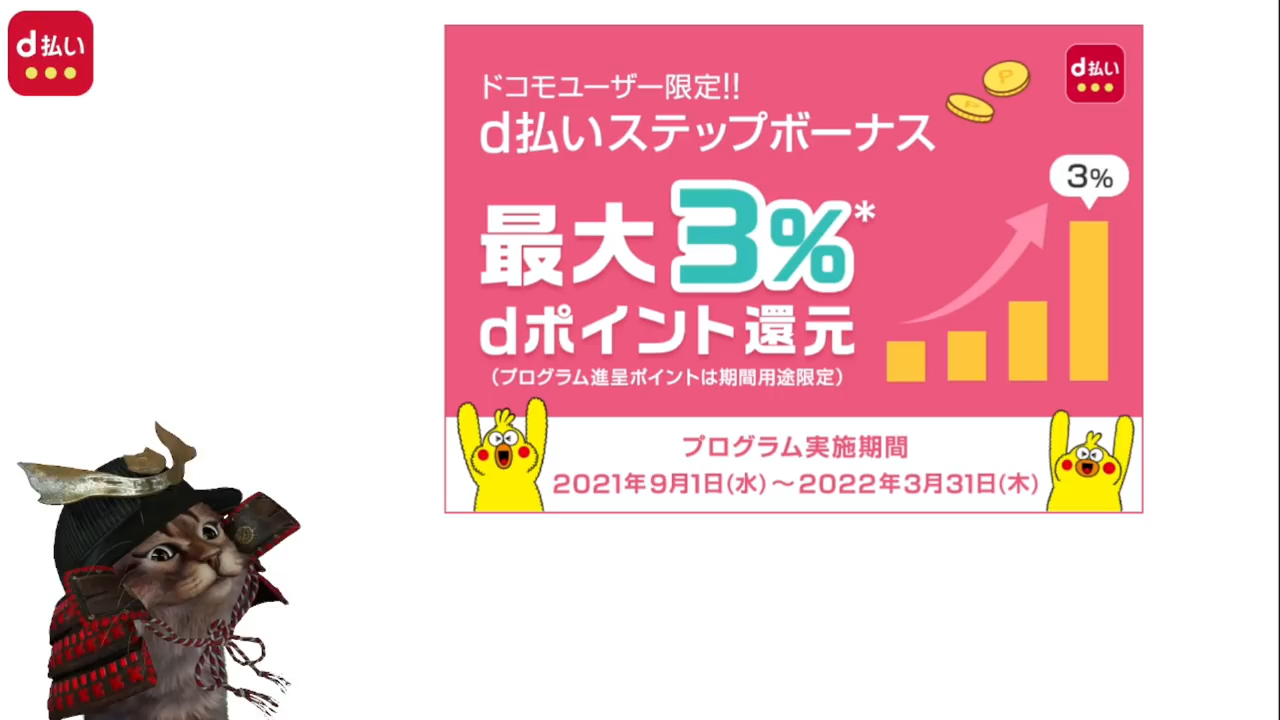 d払い
ドコモユーザー限定!!
d払いステップボーナス
d払い
3%
最大3%*
dポイント還元
(プログラム進呈ポイントは期間用途限定)
プログラム実施期間
2021年9月1日(水)～2022年3月31日(木)